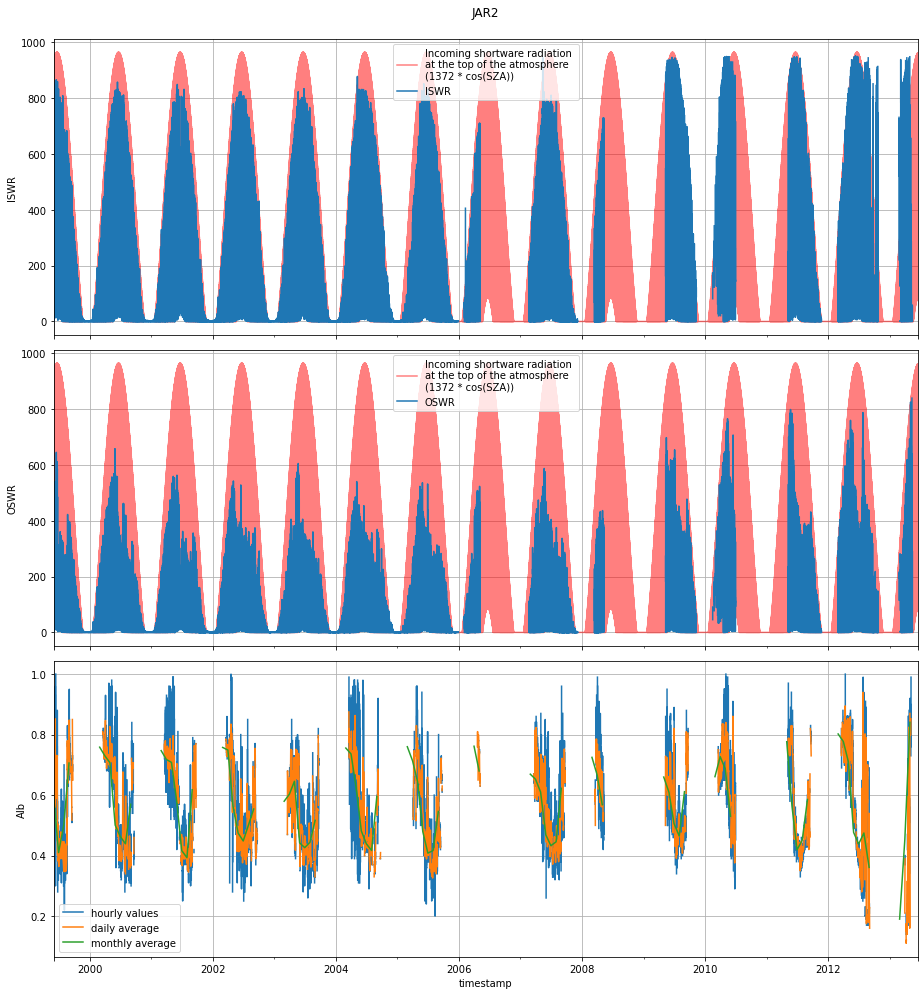 JAR2
1000
800
600
400
200
0
ISWR
Incoming shortware radiation
at the top of the atmosphere
(1372 * cos(SZA))
ISWR
1000
800
600
400
200
0
OSWR
Incoming shortware radiation
at the top of the atmosphere
(1372 * cos(SZA))
OSWR
1.0
0.8
0.6
0.4
0.2
Alb
hourly values
daily average
monthly average
2000
2002
2004
2006
2008
2010
2012
timestamp